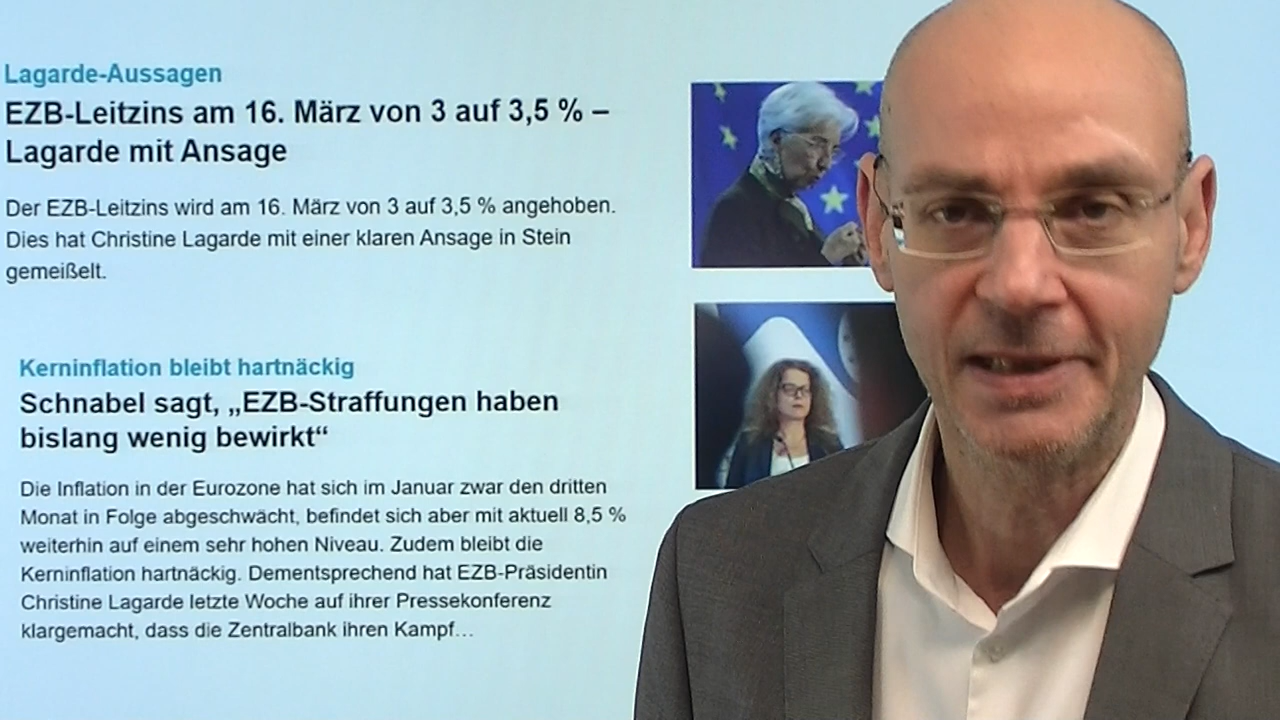 Lagarde-Aussagen
EZB-Leitzins am 16. März von 3 auf 3,5 % –
Lagarde mit Ansage
Der EZB-Leitzins wird am 16. März von 3 auf 3,5 % angehoben.
Dies hat Christine Lagarde mit einer klaren Ansage in Stein
gemeißelt.
Kerninflation bleibt hartnäckig
Schnabel sagt, „EZB-Straffungen haben
bislang wenig bewirkt“
Die Inflation in der Eurozone hat sich im Januar zwar den dritten
Monat in Folge abgeschwächt, befindet sich aber mit aktuell 8,5 %
weiterhin auf einem sehr hohen Niveau. Zudem bleibt die
Kerninflation hartnäckig. Dementsprechend hat EZB-Präsidentin
Christine Lagarde letzte Woche auf ihrer Pressekonferenz
klargemacht, dass die Zentralbank ihren Kampf…